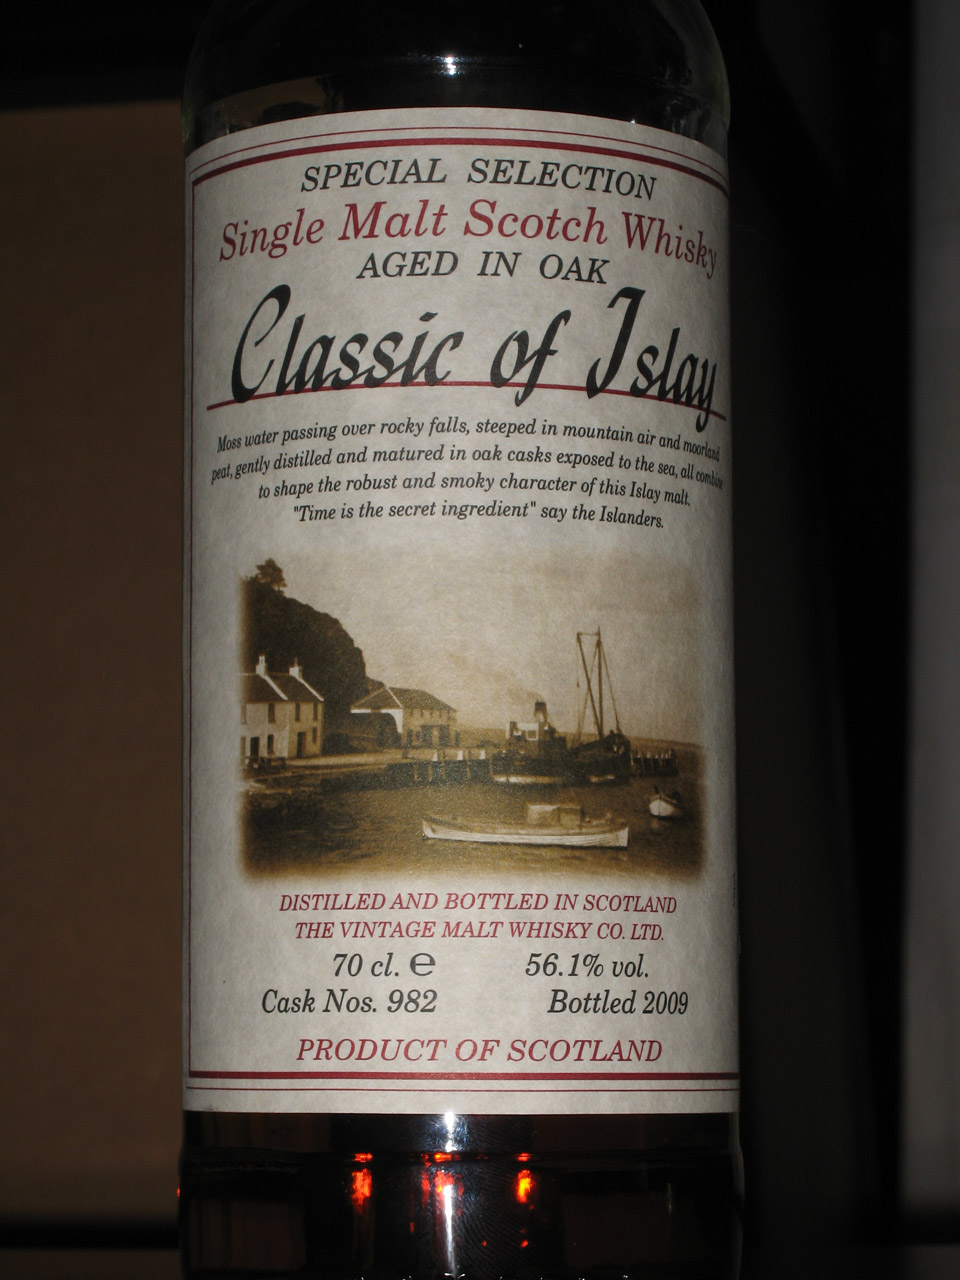 SPECIAL SELECTION
Single Malt Scotch Whisky
AGED IN OAK
Classic of Islay
Moss water passing over rocky falls, steeped in mountain air and moorland
peat, gently distilled and matured in oak casks exposed to the sea, all combine
to shape the robust and smoky character of this Islay malt.
"Time is the secret ingredient" say the Islanders.
DISTILLED AND BOTTLED IN SCOTLAND
THE VINTAGE MALT WHISKY CO. LTD.
70 cl. ℮ 56.1% vol.
Cask Nos. 982 Bottled 2009
PRODUCT OF SCOTLAND